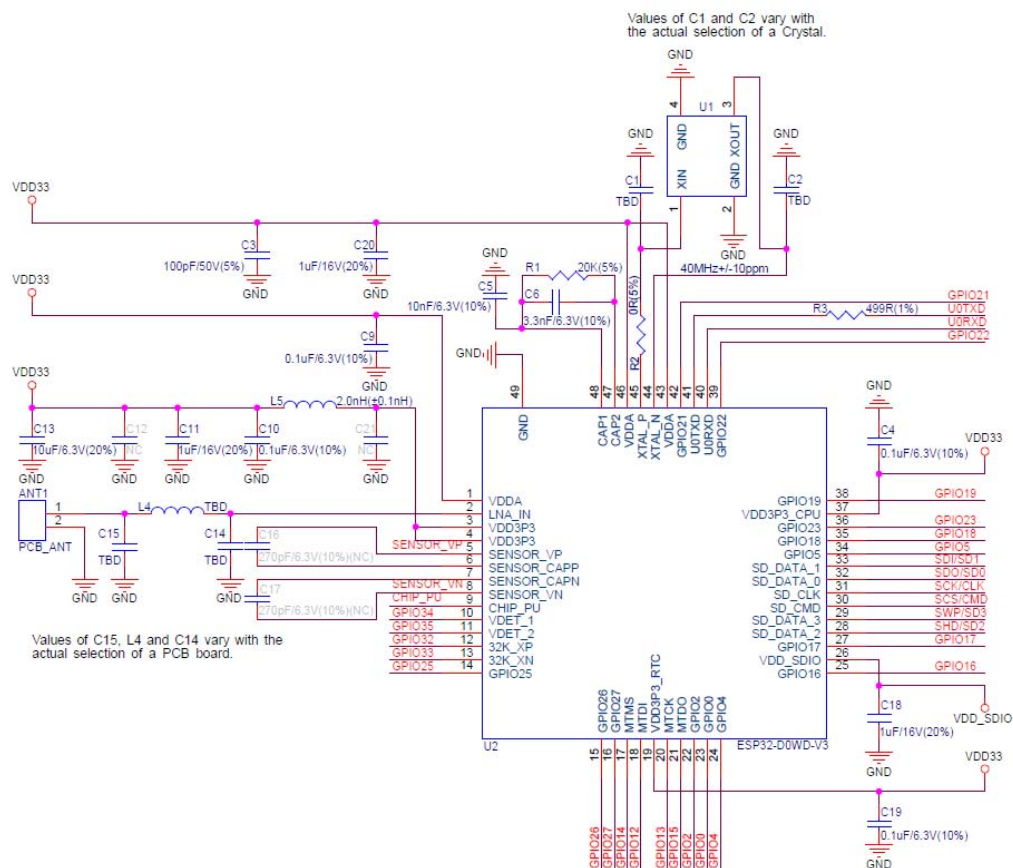 Values of C1 and C2 vary with
the actual selection of a Crystal.
GND
4
3
U1
GND
XOUT
XIN
GND
1
2
GND
GND
C1
TBD
GND
C2
TBD
VDD33
C3
100pF/50V(5%)
GND
C20
1uF/16V(20%)
GND
VDD33
C9
0.1uF/6.3V(10%)
GND
GND
C5
10nF/6.3V(10%)
R1
20K(5%)
C6
3.3nF/6.3V(10%)
0R(5%)
R2
40MHz+/-10ppm
GPIO21
R3
499R(1%)
U0TXD
U0RXD
GPIO22
GND
VDD33
L5
2.0nH(±0.1nH)
C13
10uF/6.3V(20%)
GND
C12
NC
GND
C11
1uF/16V(20%)
GND
C10
0.1uF/6.3V(10%)
GND
C21
NC
GND
49
48
47
46
45
44
43
42
41
40
39
GND
CAP1
CAP2
VDDA
XTAL_P
XTAL_N
VDDA
GPIO21
U0TXD
U0RXD
GPIO22
GND
C4
0.1uF/6.3V(10%)
VDD33
ANT1
1
2
PCB_ANT
GND
C15
TBD
GND
L4
TBD
C14
TBD
GND
C16
270pF/6.3V(10%)(NC)
C17
270pF/6.3V(10%)(NC)
SENSOR_VP
SENSOR_VN
CHIP_PU
GPIO34
GPIO35
GPIO32
GPIO33
GPIO25
1 VDDA
2 LNA_IN
3 VDD3P3
4 VDD3P3
5 SENSOR_VP
6 SENSOR_CAPP
7 SENSOR_CAPN
8 SENSOR_VN
9 CHIP_PU
10 VDET_1
11 VDET_2
12 32K_XP
13 32K_XN
14 GPIO25
GPIO19 38 GPIO19
VDD3P3_CPU 37
GPIO23 36 GPIO23
GPIO18 35 GPIO18
GPIO5 34 GPIO5
SD_DATA_1 33 SDI/SD1
SD_DATA_0 32 SDO/SD0
SD_CLK 31 SCK/CLK
SD_CMD 30 SCS/CMD
SD_DATA_3 29 SWP/SD3
SD_DATA_2 28 SHD/SD2
GPIO17 27 GPIO17
VDD_SDIO 26
GPIO16 25 GPIO16
Values of C15, L4 and C14 vary with the
actual selection of a PCB board.
GPIO26
GPIO27
MTMS
MTDI
VDD3P3_RTC
MTCK
MTDO
GPIO2
GPIO0
GPIO4
U2
ESP32-D0WD-V3
15
16
17
18
19
20
21
22
23
24
GPIO26
GPIO27
GPIO14
GPIO12
GPIO13
GPIO15
GPIO2
GPIO0
GPIO4
C18
1uF/16V(20%)
GND
VDD_SDIO
VDD33
C19
0.1uF/6.3V(10%)
GND